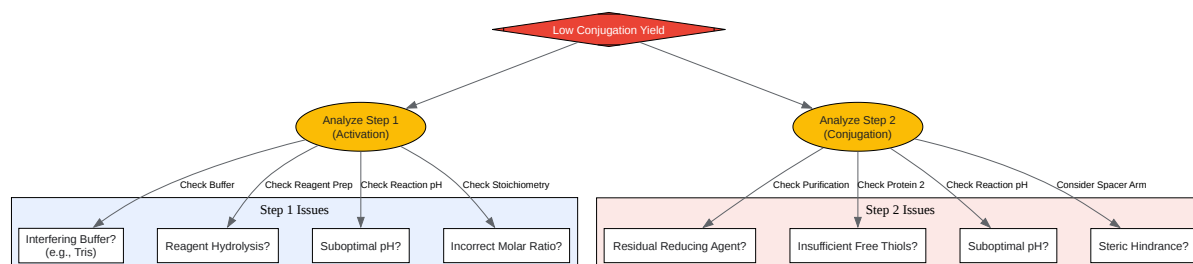 Low Conjugation Yield
Analyze Step 1
(Activation)
Analyze Step 2
(Conjugation)
Check Buffer
Check Reagent Prep
Check Reaction pH
Check Stoichiometry
Check Purification
Check Protein 2
Check Reaction pH
Consider Spacer Arm
Step 1 Issues
Step 2 Issues
Interfering Buffer?
(e.g., Tris)
Reagent Hydrolysis?
Suboptimal pH?
Incorrect Molar Ratio?
Residual Reducing Agent?
Insufficient Free Thiols?
Suboptimal pH?
Steric Hindrance?